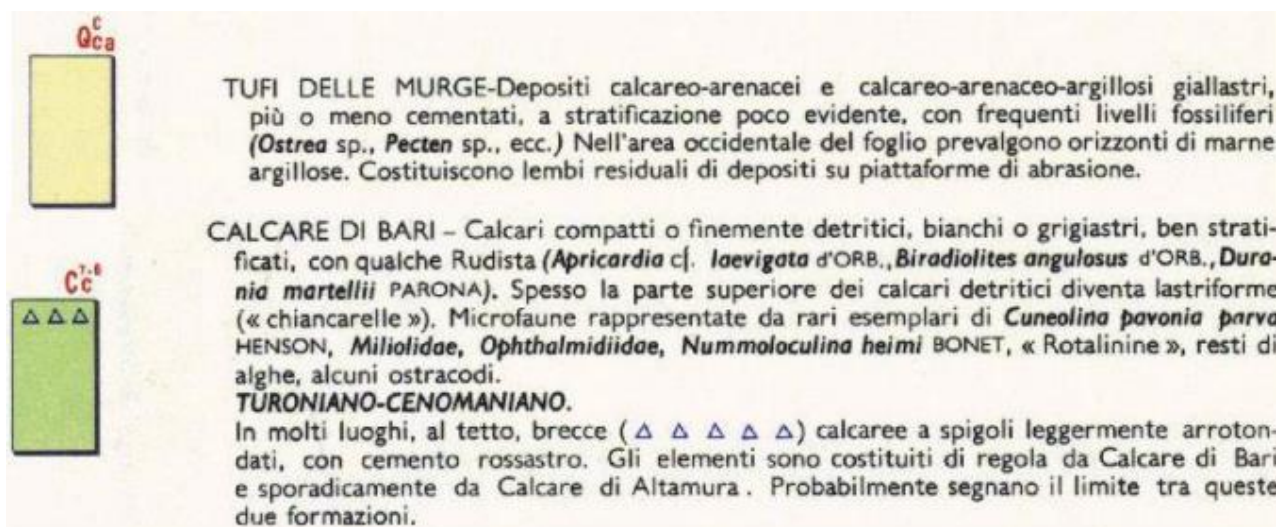 Qᶜca
TUFI DELLE MURGE-Depositi calcareo-arenacei e calcareo-arenaceo-argillosi giallastri,
più o meno cementati, a stratificazione poco evidente, con frequenti livelli fossiliferi
(Ostrea sp., Pecten sp., ecc.) Nell'area occidentale del foglio prevalgono orizzonti di marne
argillose. Costituiscono lembi residuali di depositi su piattaforme di abrasione.
CALCARE DI BARI – Calcari compatti o finemente detritici, bianchi o grigiastri, ben strati-
C⁷⁻⁶c
ficati, con qualche Rudista (Apricardia cf. laevigata d'ORB., Biradiolites angulosus d'ORB., Dura-
nia martellii PARONA). Spesso la parte superiore dei calcari detritici diventa lastriforme
(« chiancarelle »). Microfaune rappresentate da rari esemplari di Cuneolina pavonia parva
HENSON, Miliolidae, Ophthalmidiidae, Nummoloculina heimi BONET, « Rotalinine », resti di
alghe, alcuni ostracodi.
TURONIANO-CENOMANIANO.
In molti luoghi, al tetto, brecce ( △ △ △ △ △ ) calcaree a spigoli leggermente arroton-
dati, con cemento rossastro. Gli elementi sono costituiti di regola da Calcare di Bari
e sporadicamente da Calcare di Altamura. Probabilmente segnano il limite tra queste
due formazioni.